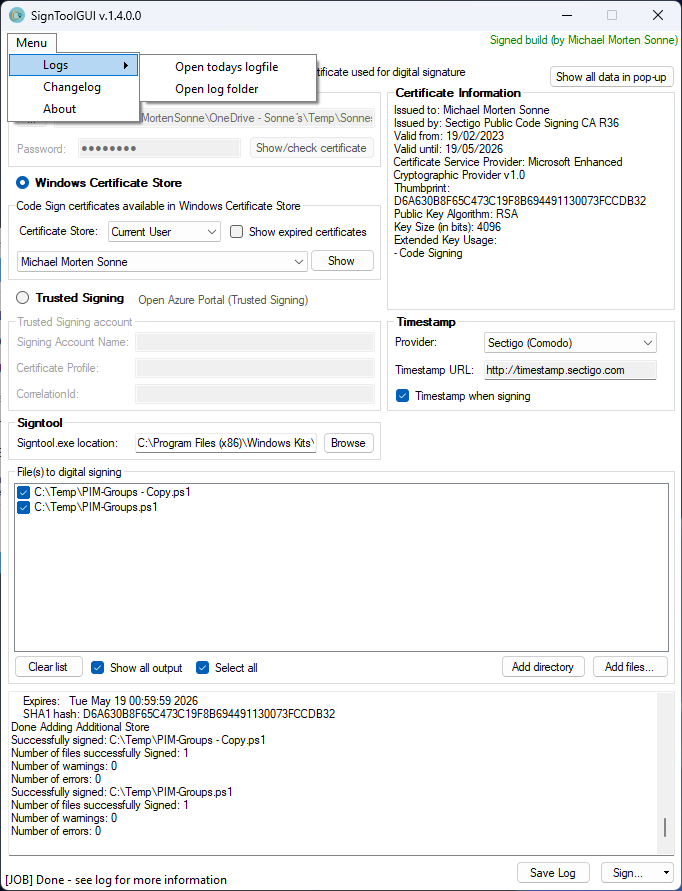 SignToolGUI v.1.4.0.0
Menu
Signed build (by Michael Morten Sonne)
Logs
Open todays logfile
Changelog
Open log folder
About
tificate used for digital signature
Show all data in pop-up
MortenSonne\OneDrive - Sonne´s\Temp\Sonnes
Password:
Show/check certificate
Windows Certificate Store
Code Sign certificates available in Windows Certificate Store
Certificate Store:
Current User
Show expired certificates
Michael Morten Sonne
Show
Trusted Signing
Open Azure Portal (Trusted Signing)
Trusted Signing account
Signing Account Name:
Certificate Profile:
CorrelationId:
Certificate Information
Issued to: Michael Morten Sonne
Issued by: Sectigo Public Code Signing CA R36
Valid from: 19/02/2023
Valid until: 19/05/2026
Certificate Service Provider: Microsoft Enhanced
Cryptographic Provider v1.0
Thumbprint:
D6A630B8F65C473C19F8B694491130073FCCDB32
Public Key Algorithm: RSA
Key Size (in bits): 4096
Extended Key Usage:
- Code Signing
Timestamp
Provider:
Sectigo (Comodo)
Timestamp URL:
http://timestamp.sectigo.com
Timestamp when signing
Signtool
Signtool.exe location:
C:\Program Files (x86)\Windows Kits\
Browse
File(s) to digital signing
C:\Temp\PIM-Groups - Copy.ps1
C:\Temp\PIM-Groups.ps1
Clear list
Show all output
Select all
Add directory
Add files...
Expires: Tue May 19 00:59:59 2026
SHA1 hash: D6A630B8F65C473C19F8B694491130073FCCDB32
Done Adding Additional Store
Successfully signed: C:\Temp\PIM-Groups - Copy.ps1
Number of files successfully Signed: 1
Number of warnings: 0
Number of errors: 0
Successfully signed: C:\Temp\PIM-Groups.ps1
Number of files successfully Signed: 1
Number of warnings: 0
Number of errors: 0
[JOB] Done - see log for more information
Save Log
Sign...